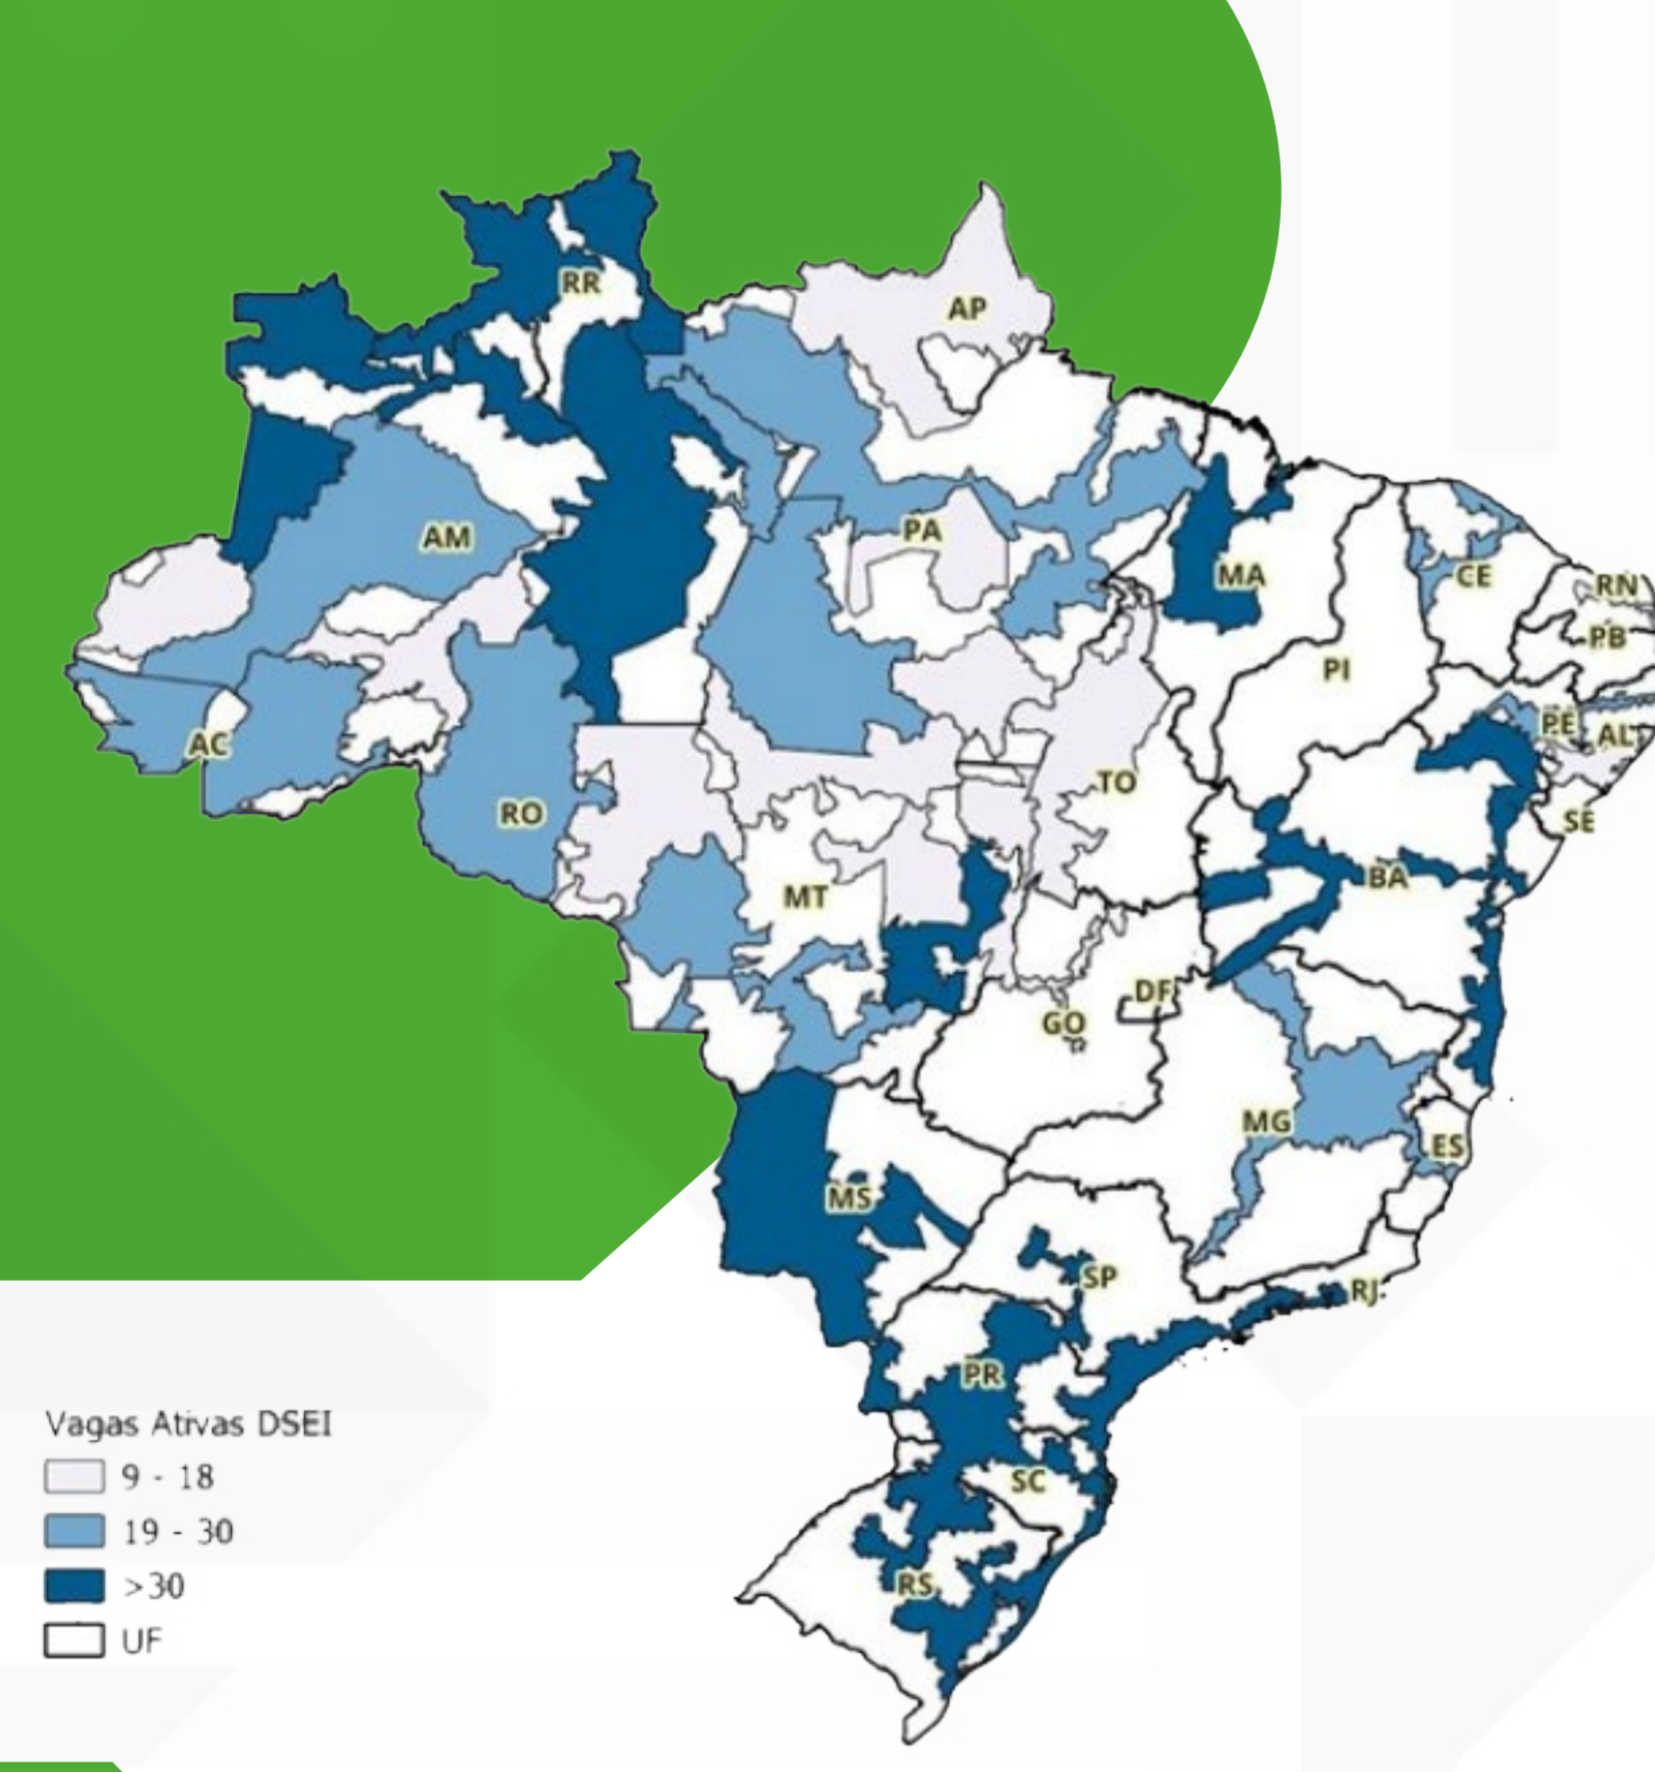 RR
AP
AM
PA
MA
CE
RN
PB
PI
PE
AL
AC
TO
RO
SE
BA
MT
DF
GO
MG
ES
MS
SP
RJ
PR
SC
RS
Vagas Ativas DSEI
9 - 18
19 - 30
>30
UF